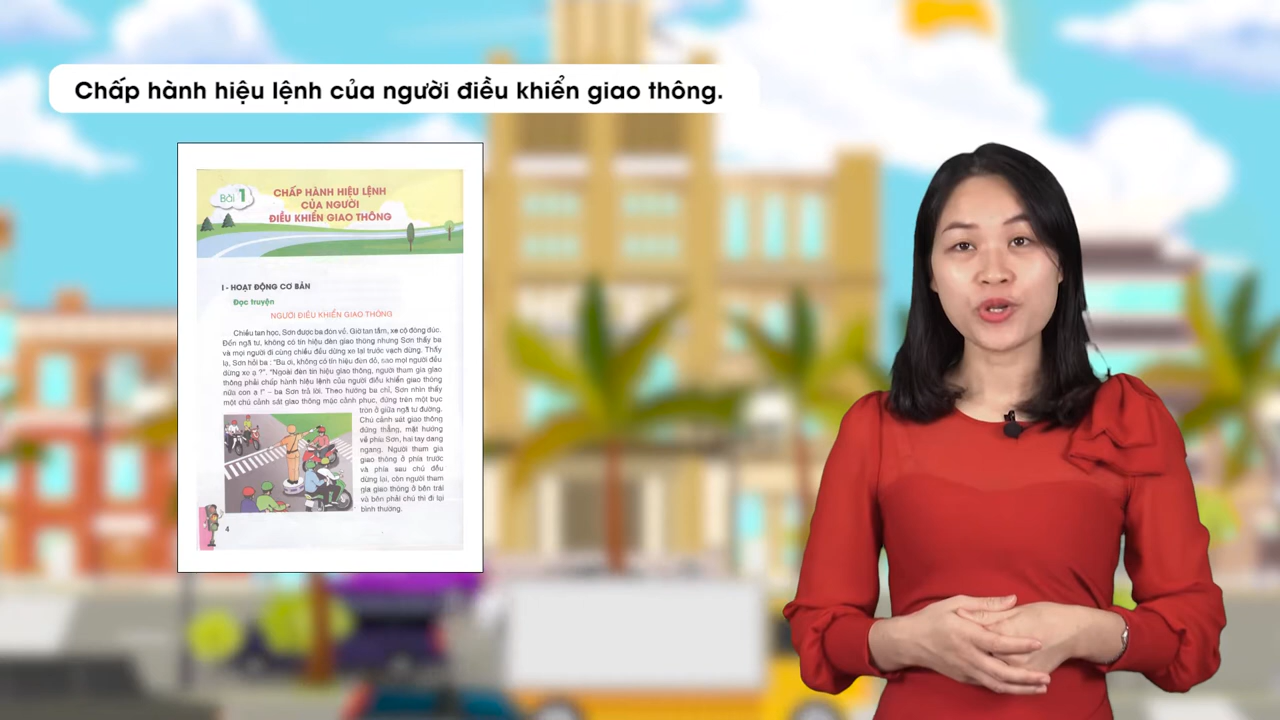 Chấp hành hiệu lệnh của người điều khiển giao thông.
Bài 1
CHẤP HÀNH HIỆU LỆNH
CỦA NGƯỜI
ĐIỀU KHIỂN GIAO THÔNG
I - HOẠT ĐỘNG CƠ BẢN
Đọc truyện
NGƯỜI ĐIỀU KHIỂN GIAO THÔNG
Chiều tan học, Sơn được ba đón về. Giờ tan tầm, xe cộ đông đúc.
Đến ngã tư, không có tín hiệu đèn giao thông nhưng Sơn thấy ba
và mọi người đi cùng chiều đều dừng xe lại trước vạch dừng. Thấy
lạ, Sơn hỏi ba : "Ba ơi, không có tín hiệu đèn đỏ, sao mọi người đều
dừng xe ạ ?". "Ngoài đèn tín hiệu giao thông, người tham gia giao
thông phải chấp hành hiệu lệnh của người điều khiển giao thông
nữa con ạ !" – ba Sơn trả lời. Theo hướng ba chỉ, Sơn nhìn thấy
một chú cảnh sát giao thông mặc cảnh phục, đứng trên một bục
tròn ở giữa ngã tư đường.
Chú cảnh sát giao thông
đứng thẳng, mặt hướng
về phía Sơn, hai tay dang
ngang. Người tham gia
giao thông ở phía trước
và phía sau chú đều
dừng lại, còn người tham
gia giao thông ở bên trái
và bên phải chú thì đi lại
bình thường.
4